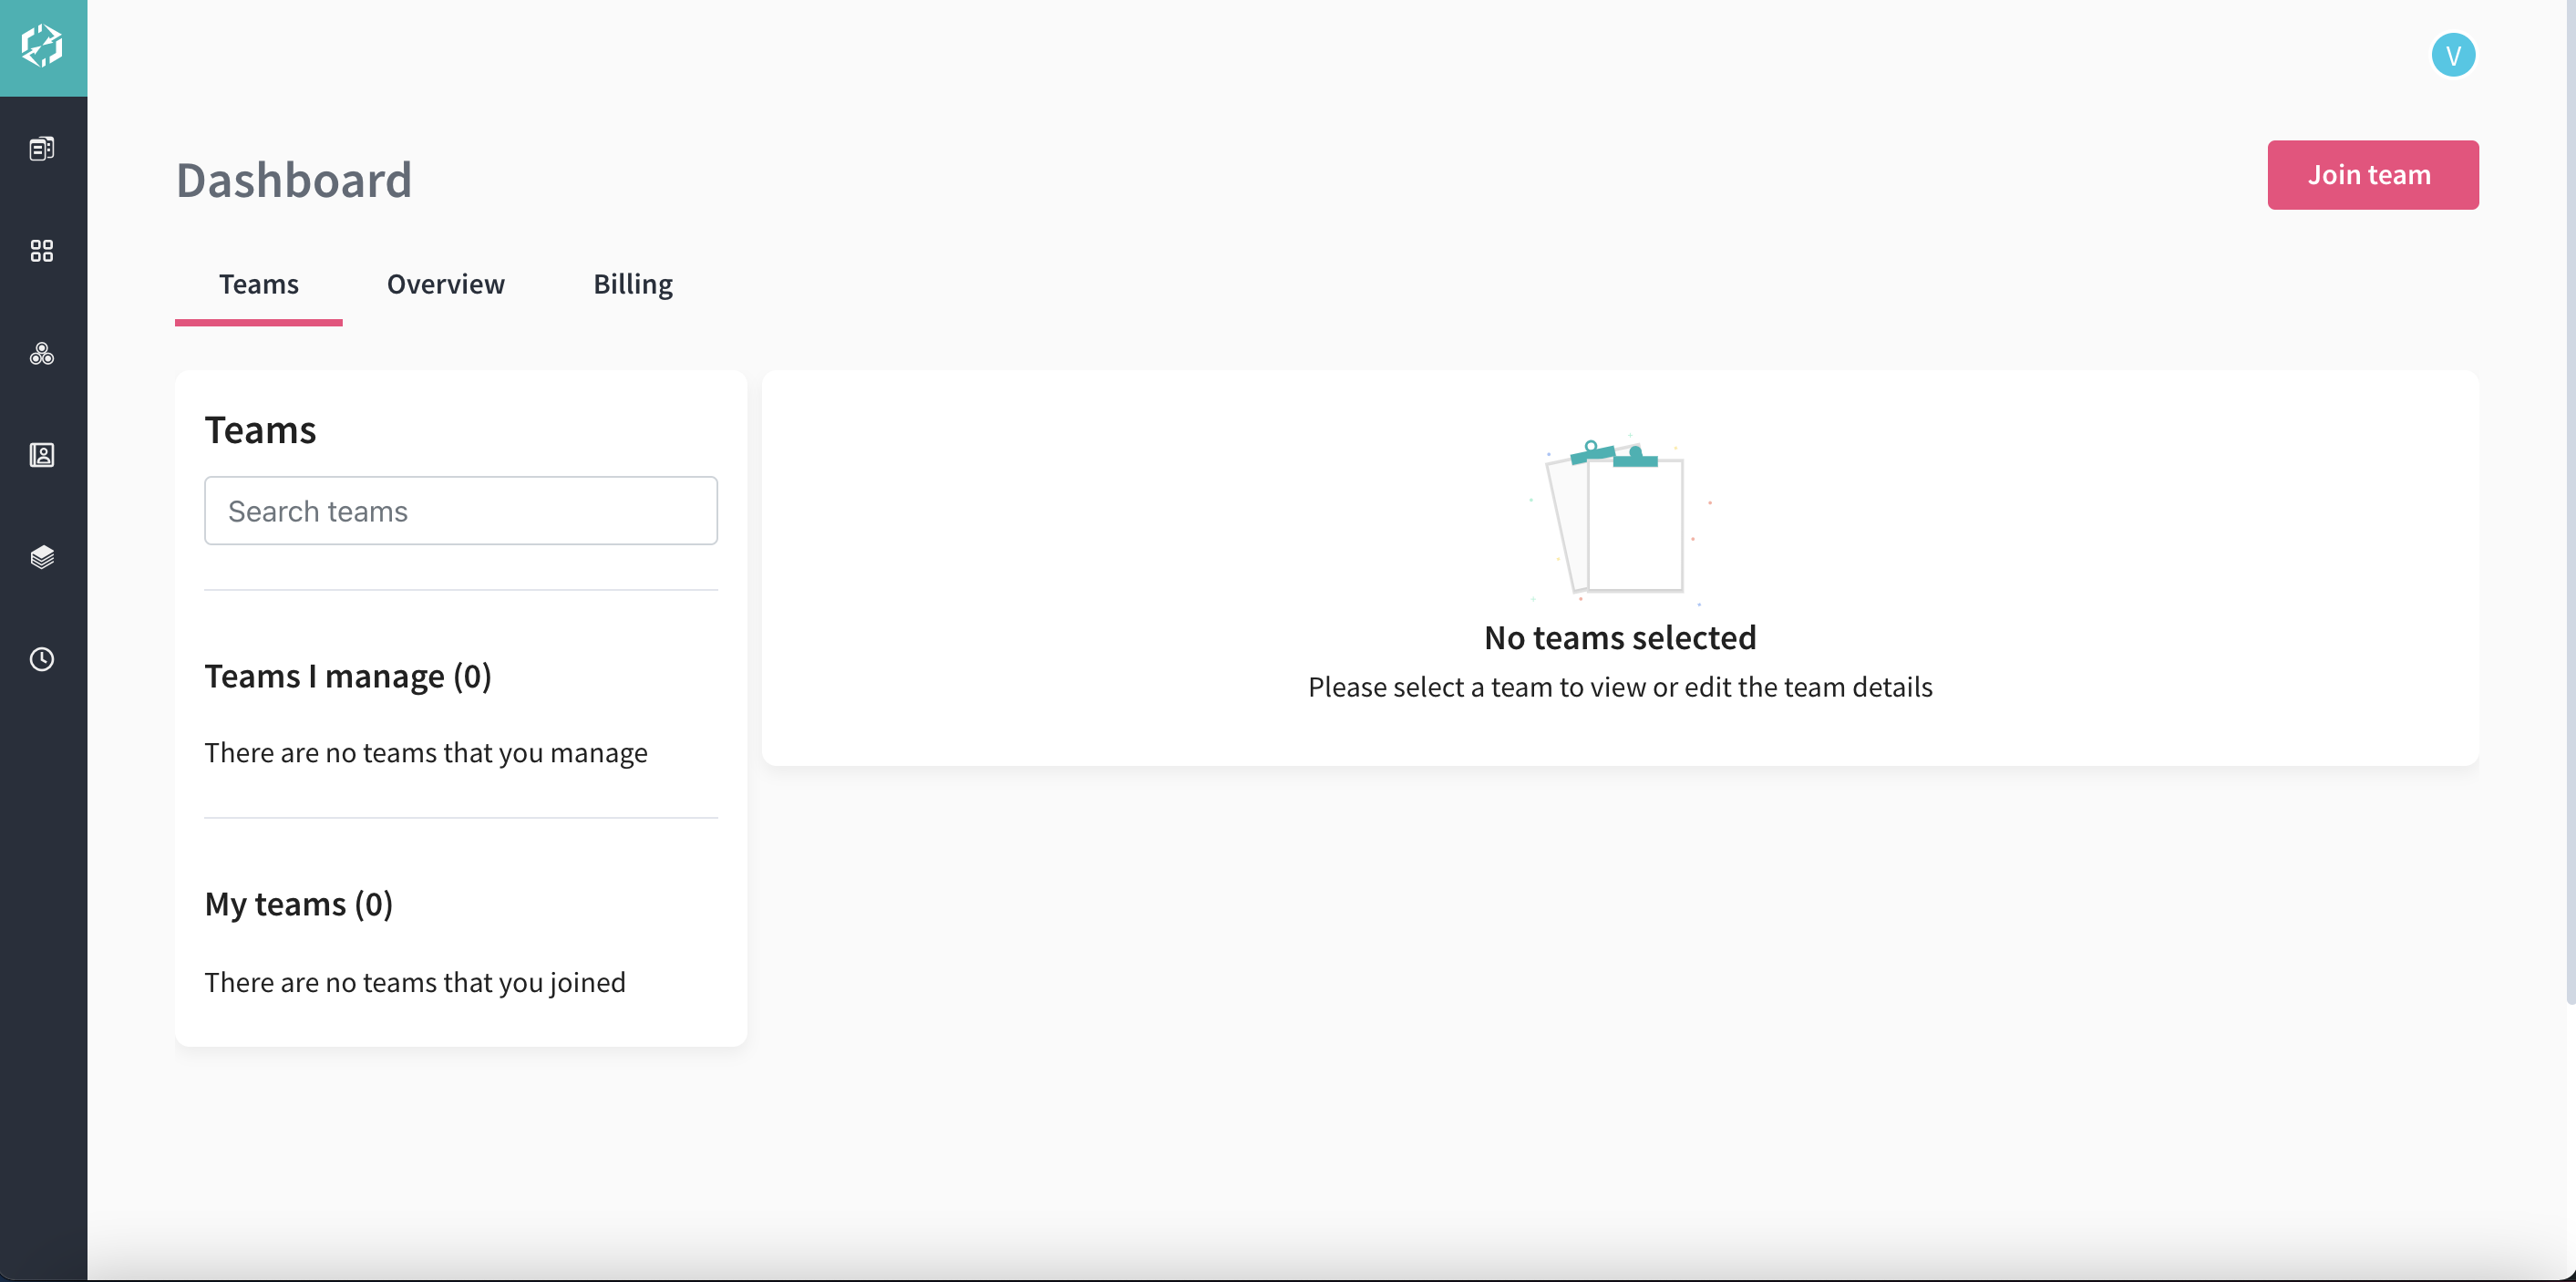 V
Dashboard
Join team
Teams
Overview
Billing
Teams
Search teams
Teams I manage (0)
There are no teams that you manage
My teams (0)
There are no teams that you joined
No teams selected
Please select a team to view or edit the team details